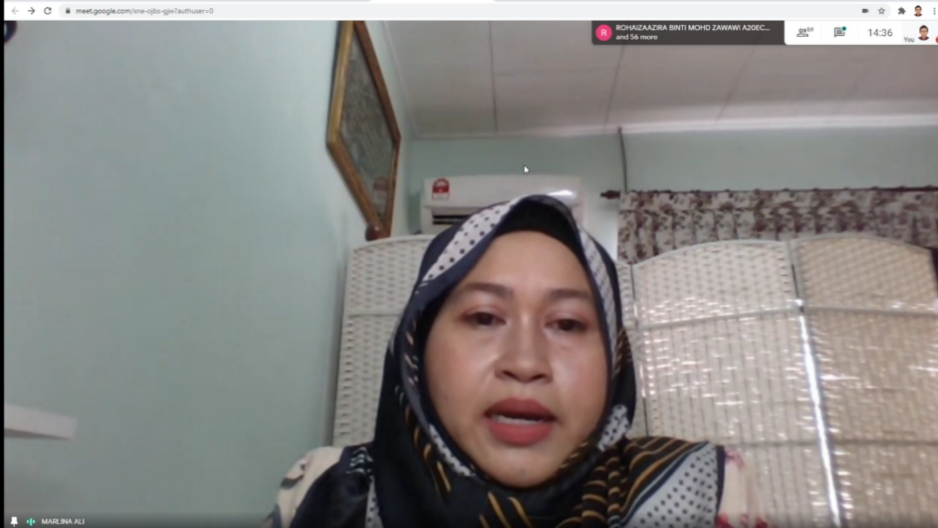 meet.google.com/xne-ojbs-gjw?authuser=0
R
ROHAIZAAZIRA BINTI MOHD ZAWAWI A20EC...
and 56 more
14:36
You
MARLINA ALI